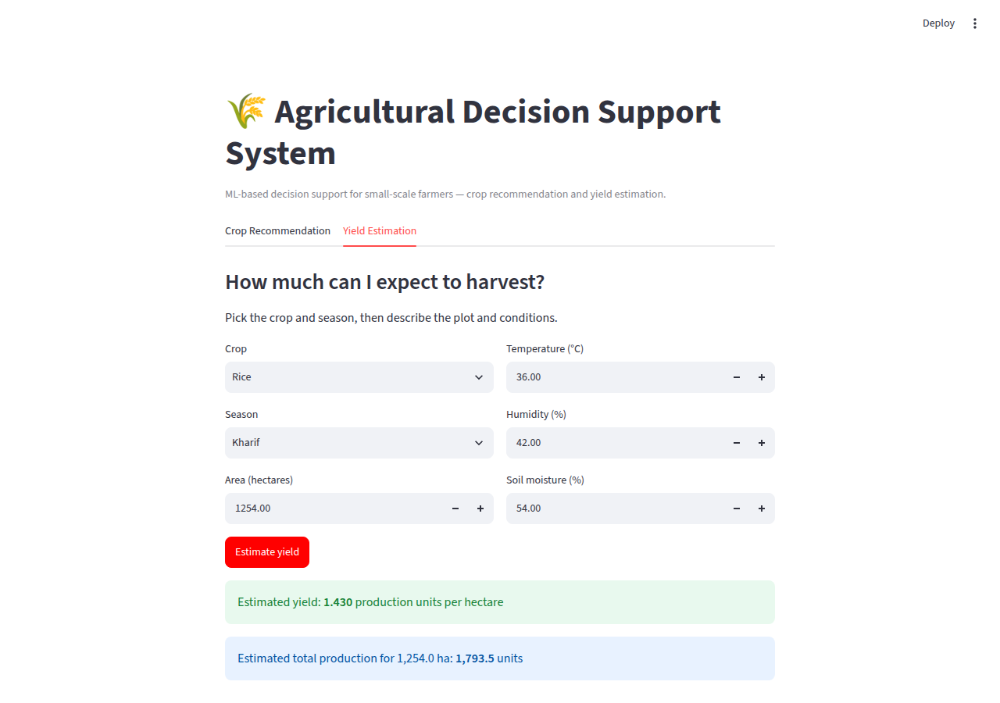 Deploy
Agricultural Decision Support
System
ML-based decision support for small-scale farmers — crop recommendation and yield estimation.
Crop Recommendation
Yield Estimation
How much can I expect to harvest?
Pick the crop and season, then describe the plot and conditions.
Crop
Temperature (°C)
Rice
36.00
Season
Humidity (%)
Kharif
42.00
Area (hectares)
Soil moisture (%)
1254.00
54.00
Estimate yield
Estimated yield: 1.430 production units per hectare
Estimated total production for 1,254.0 ha: 1,793.5 units